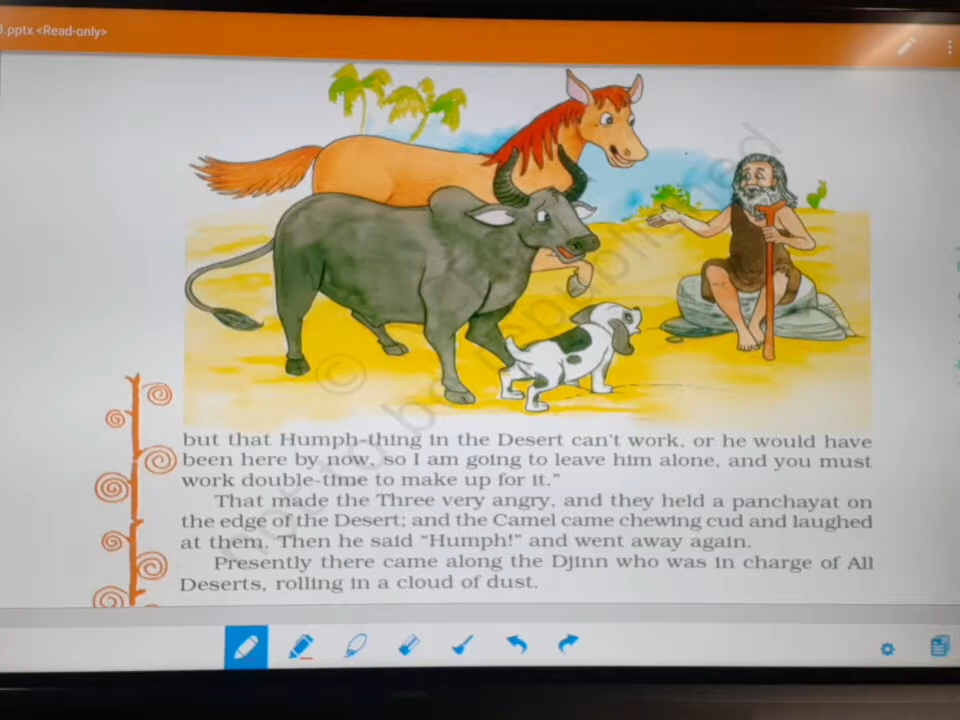 .pptx <Read-only>
but that Humph-thing in the Desert can't work, or he would have
been here by now, so I am going to leave him alone, and you must
work double-time to make up for it."
That made the Three very angry, and they held a panchayat on
the edge of the Desert; and the Camel came chewing cud and laughed
at them. Then he said "Humph!" and went away again.
Presently there came along the Djinn who was in charge of All
Deserts, rolling in a cloud of dust.
© not to be republished